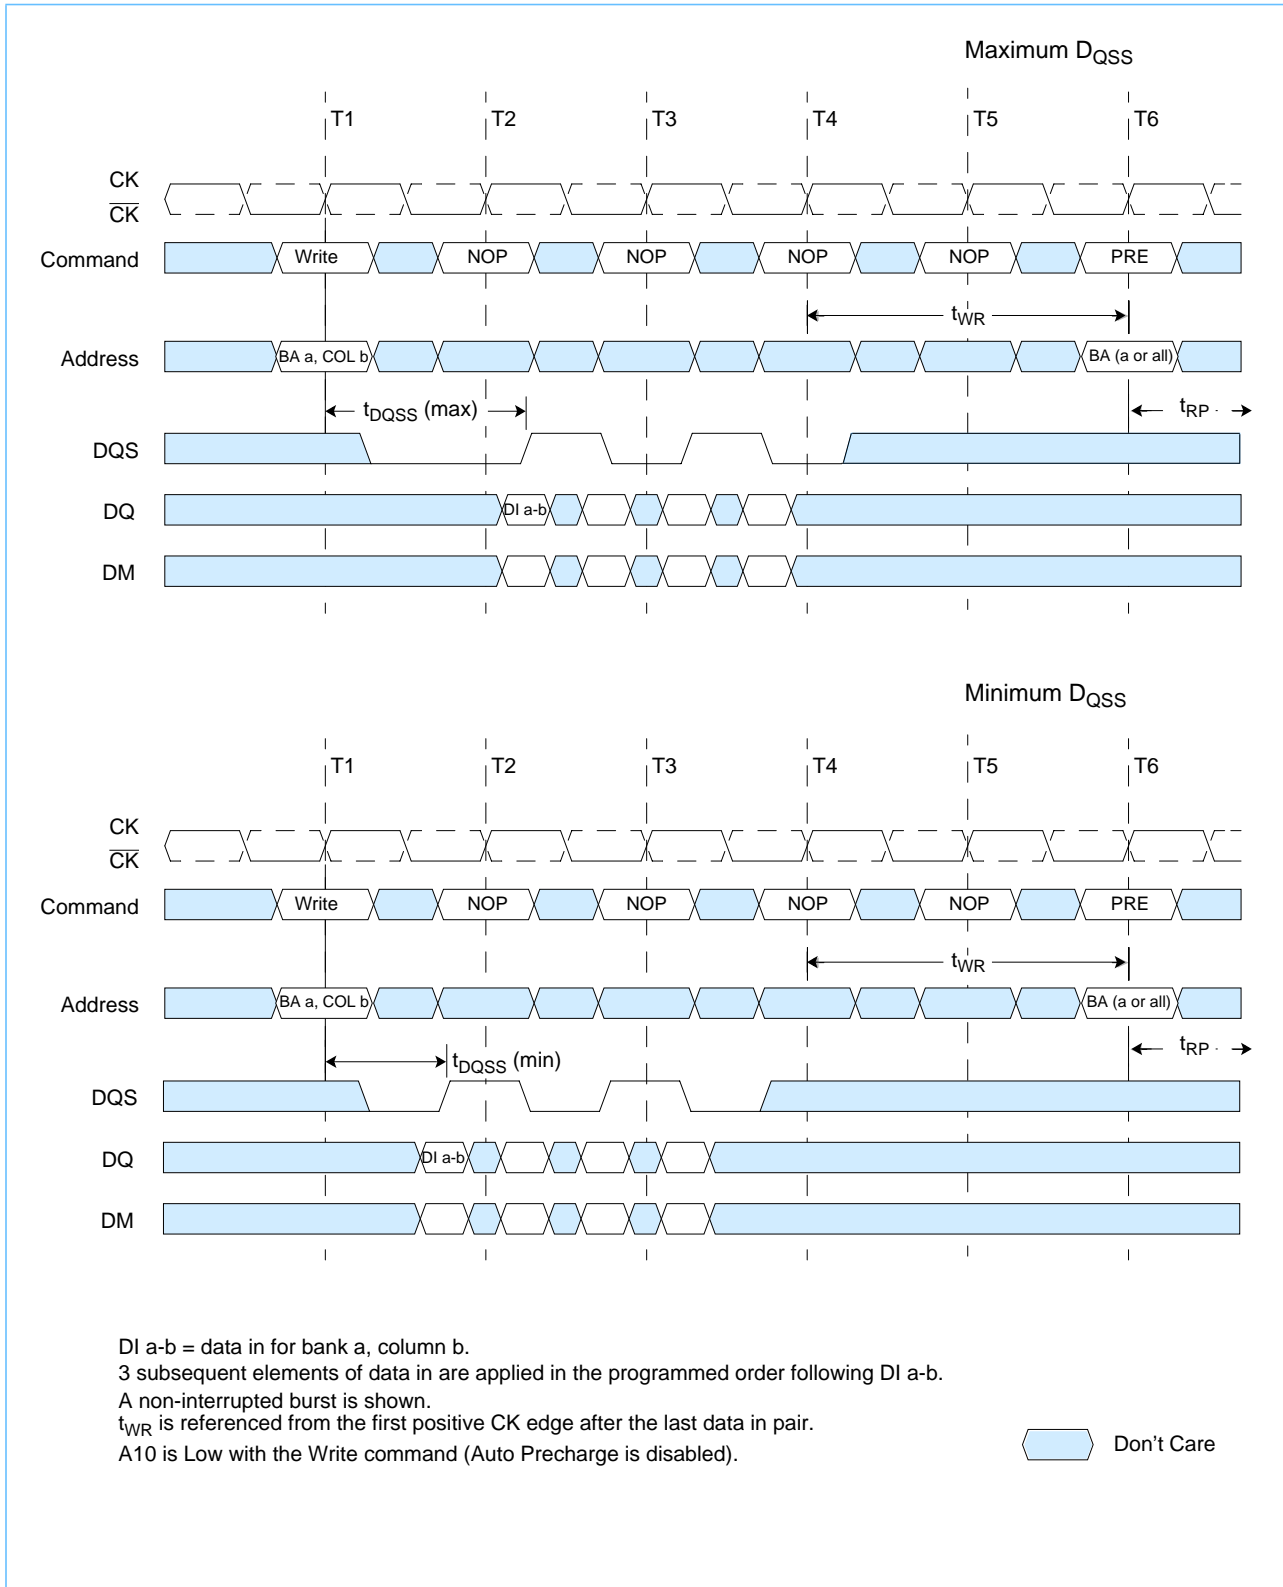 Maximum DQSS
T1 T2 T3 T4 T5 T6
CK
CK
Command Write NOP NOP NOP NOP PRE
tWR
Address BA a, COL b BA (a or all)
tDQSS (max) tRP
DQS
DQ DI a-b
DM
Minimum DQSS
T1 T2 T3 T4 T5 T6
CK
CK
Command Write NOP NOP NOP NOP PRE
tWR
Address BA a, COL b BA (a or all)
tDQSS (min) tRP
DQS
DQ DI a-b
DM
DI a-b = data in for bank a, column b.
3 subsequent elements of data in are applied in the programmed order following DI a-b.
A non-interrupted burst is shown.
tWR is referenced from the first positive CK edge after the last data in pair.
A10 is Low with the Write command (Auto Precharge is disabled).
Don't Care